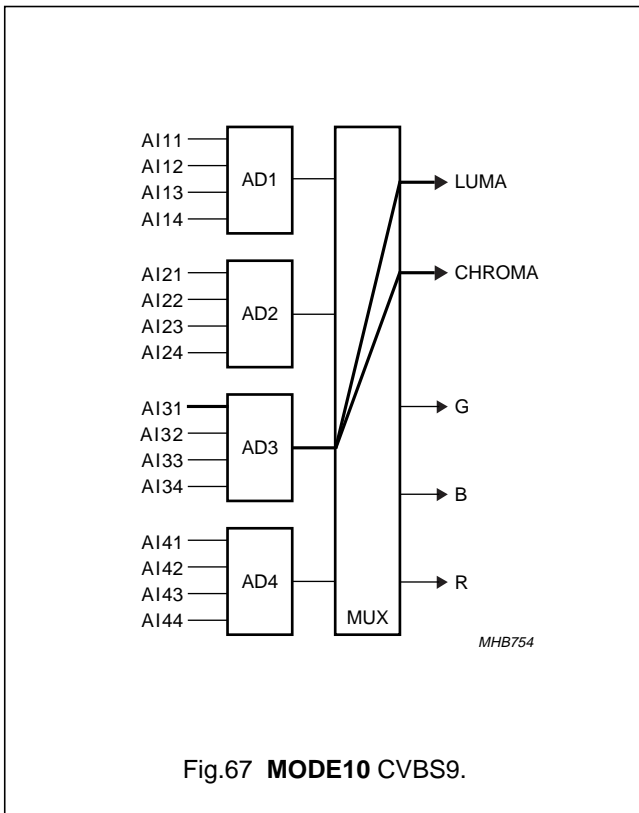 AI11
AI12
AI13
AI14
AD1
AI21
AI22
AI23
AI24
AD2
AI31
AI32
AI33
AI34
AD3
AI41
AI42
AI43
AI44
AD4
MUX
LUMA
CHROMA
G
B
R
MHB754
Fig.67 MODE10 CVBS9.